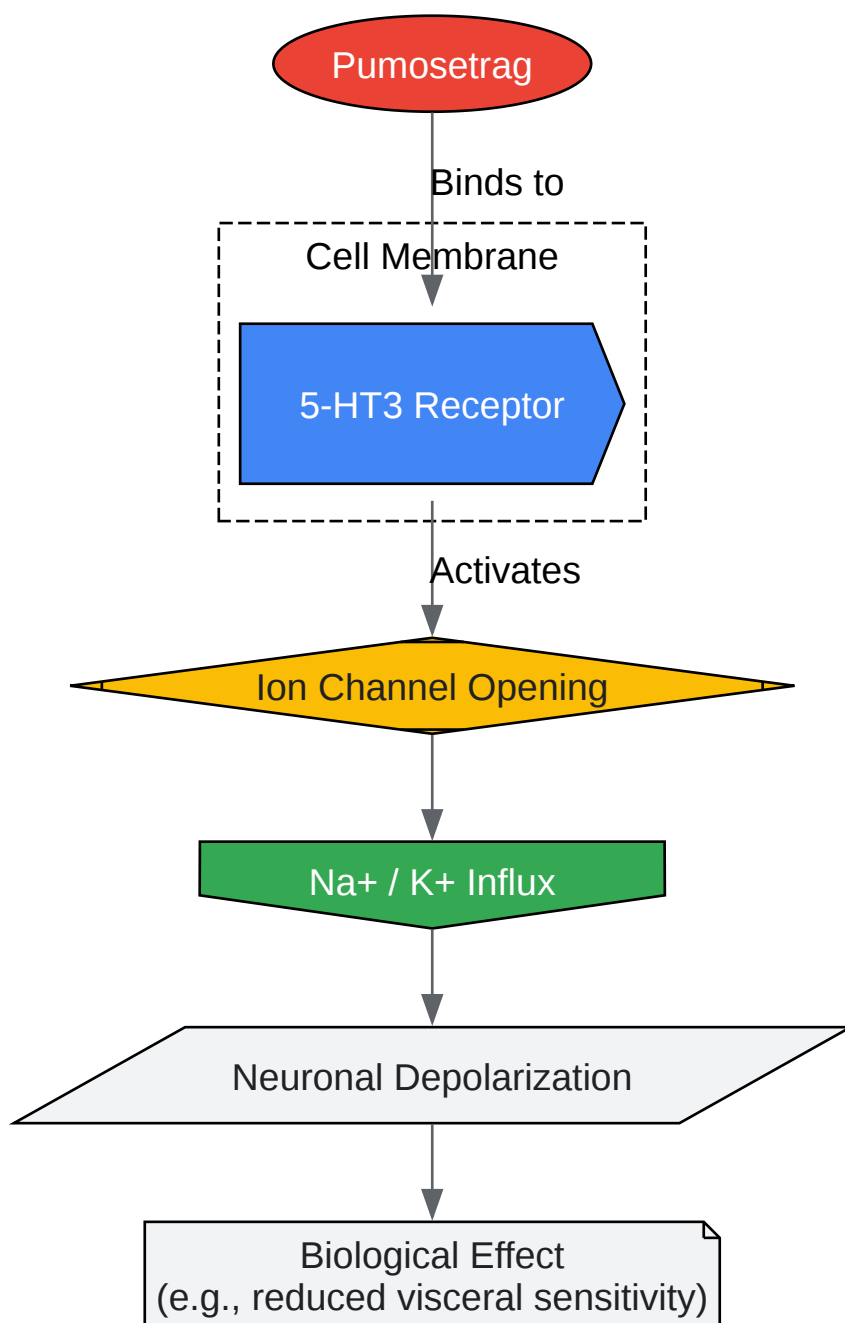 Pumosetrag
Binds to
Cell Membrane
5-HT3 Receptor
Activates
Ion Channel Opening
Na+ / K+ Influx
Neuronal Depolarization
Biological Effect
(e.g., reduced visceral sensitivity)